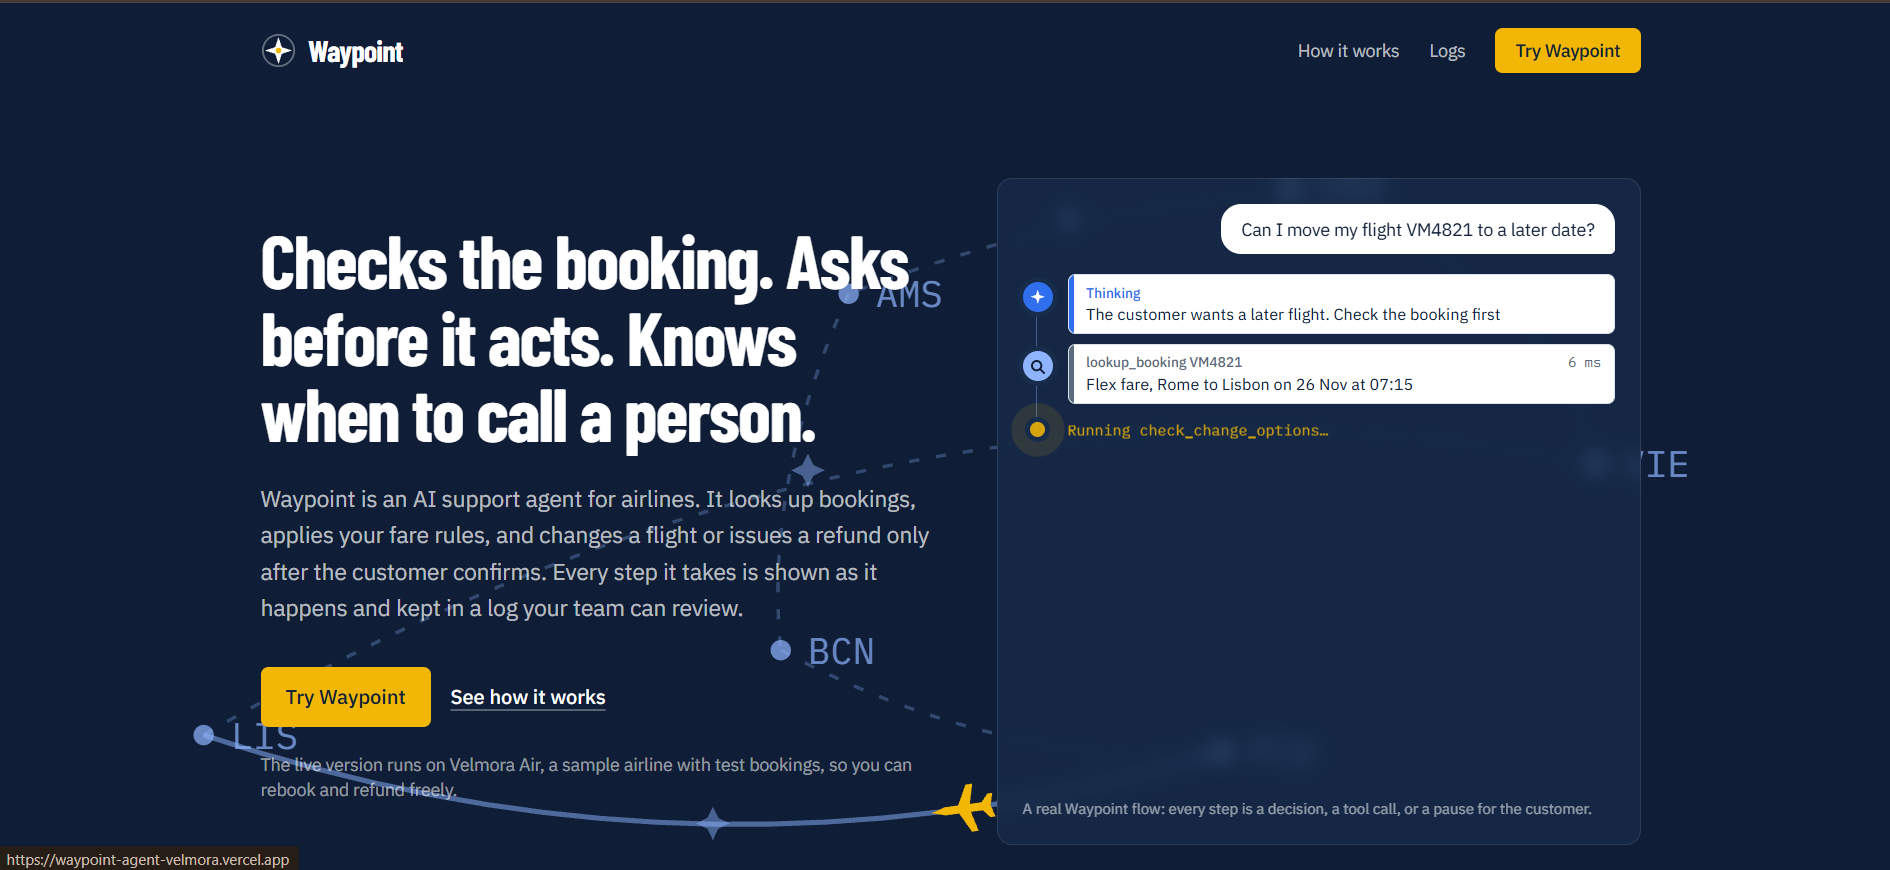 Waypoint
How it works
Logs
Try Waypoint
Checks the booking. Asks
before it acts. Knows
when to call a person.
Waypoint is an AI support agent for airlines. It looks up bookings,
applies your fare rules, and changes a flight or issues a refund only
after the customer confirms. Every step it takes is shown as it
happens and kept in a log your team can review.
Try Waypoint
See how it works
The live version runs on Velmora Air, a sample airline with test bookings, so you can
rebook and refund freely.
AMS
BCN
LIS
Can I move my flight VM4821 to a later date?
Thinking
The customer wants a later flight. Check the booking first
lookup_booking VM4821
6 ms
Flex fare, Rome to Lisbon on 26 Nov at 07:15
Running check_change_options…
VIE
A real Waypoint flow: every step is a decision, a tool call, or a pause for the customer.
https://waypoint-agent-velmora.vercel.app